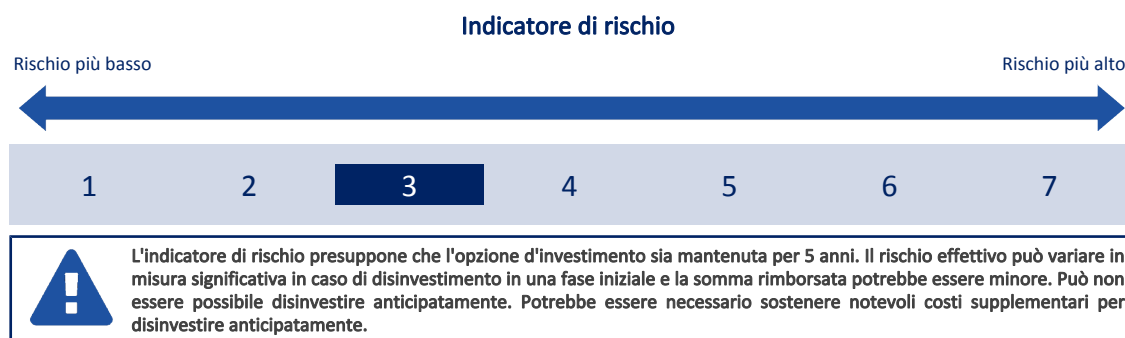 Indicatore di rischio
Rischio più basso
Rischio più alto
1 2 3 4 5 6 7
L'indicatore di rischio presuppone che l'opzione d'investimento sia mantenuta per 5 anni. Il rischio effettivo può variare in
misura significativa in caso di disinvestimento in una fase iniziale e la somma rimborsata potrebbe essere minore. Può non
essere possibile disinvestire anticipatamente. Potrebbe essere necessario sostenere notevoli costi supplementari per
disinvestire anticipatamente.